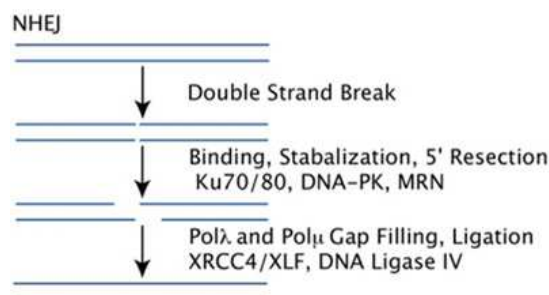 NHEJ
Double Strand Break
Binding, Stabalization, 5' Resection
Ku70/80, DNA-PK, MRN
Polλ and Polμ Gap Filling, Ligation
XRCC4/XLF, DNA Ligase IV